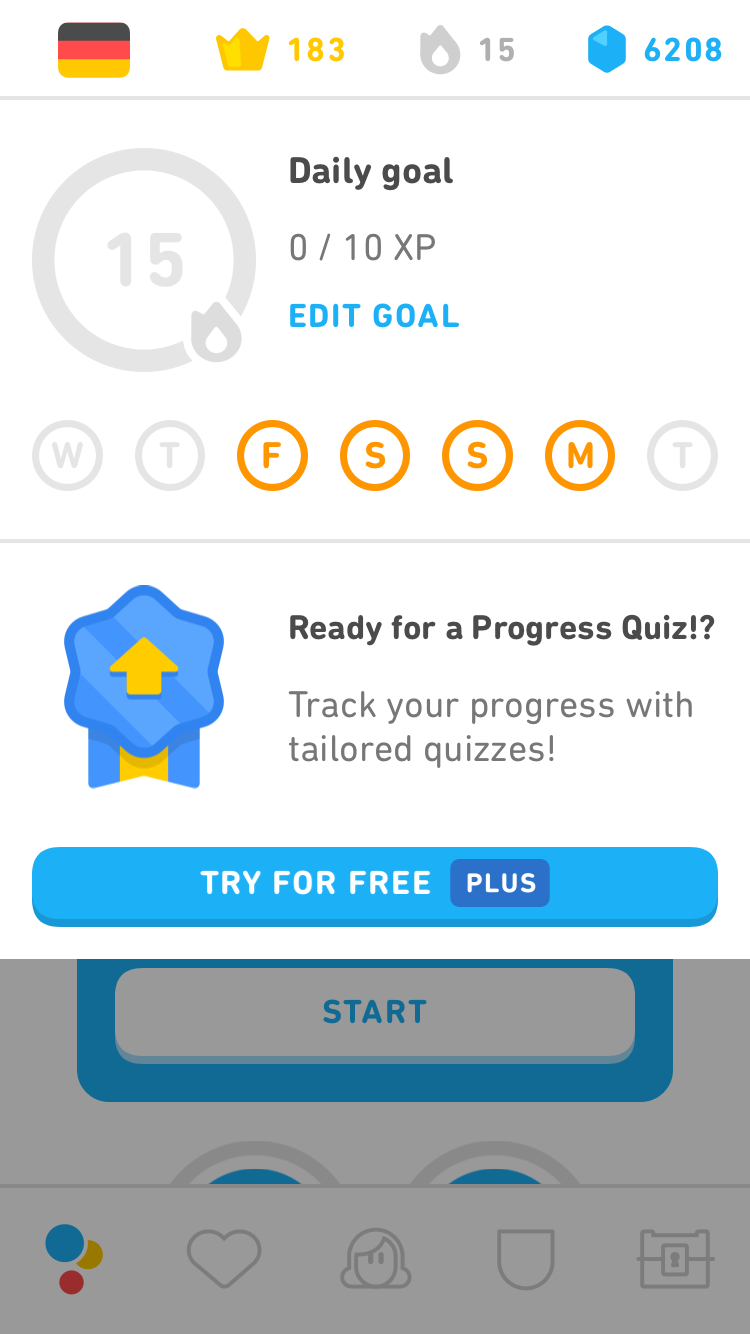 183 15 6208
Daily goal
15
0 / 10 XP
EDIT GOAL
W T F S S M T
Ready for a Progress Quiz!?
Track your progress with
tailored quizzes!
TRY FOR FREE PLUS
START